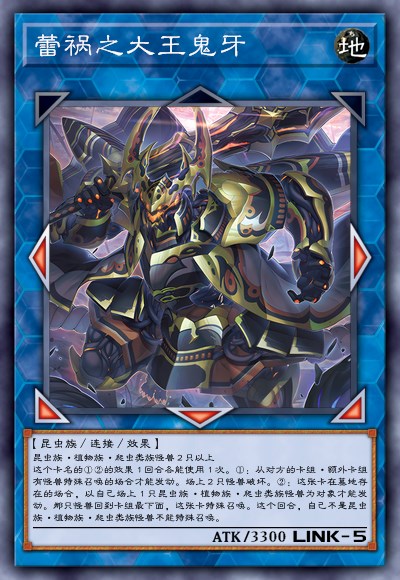 蕾祸之大王鬼牙
地
【昆虫族／连接／效果】
昆虫族・植物族・爬虫类族怪兽２只以上
这个卡名的①②的效果１回合各能使用１次。①：从对方的卡组・额外卡组
有怪兽特殊召唤的场合才能发动。场上２只怪兽破坏。②：这张卡在墓地存
在的场合，以自己场上１只昆虫族・植物族・爬虫类族怪兽为对象才能发
动。那只怪兽回到卡组最下面，这张卡特殊召唤。这个回合，自己不是昆虫
族・植物族・爬虫类族怪兽不能特殊召唤。
ATK/3300 LINK-5